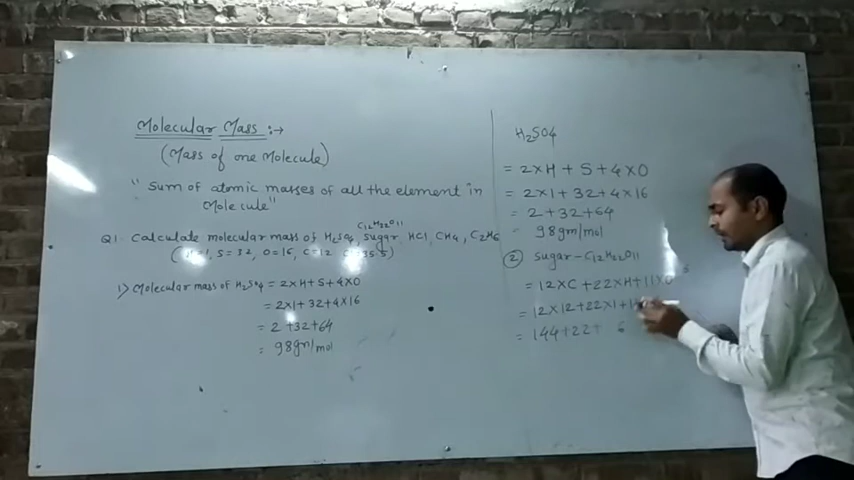 Molecular Mass :→
(Mass of one Molecule)
"Sum of atomic masses of all the element in
Molecule"
C12H22O11
Q1. Calculate molecular mass of H2SO4, sugar, HCl, CH4, C2H6
S=32, O=16, C=12
1) Molecular mass of H2SO4 = 2×H+S+4×O
= 2×1+32+4×16
= 2+32+64
= 98gm/mol
H2SO4
= 2×H+S+4×O
= 2×1+32+4×16
= 2+32+64
= 98gm/mol
② Sugar - C12H22O11
= 12×C+22×H+11×O
= 12×12+22×1+
= 144+22+ 6